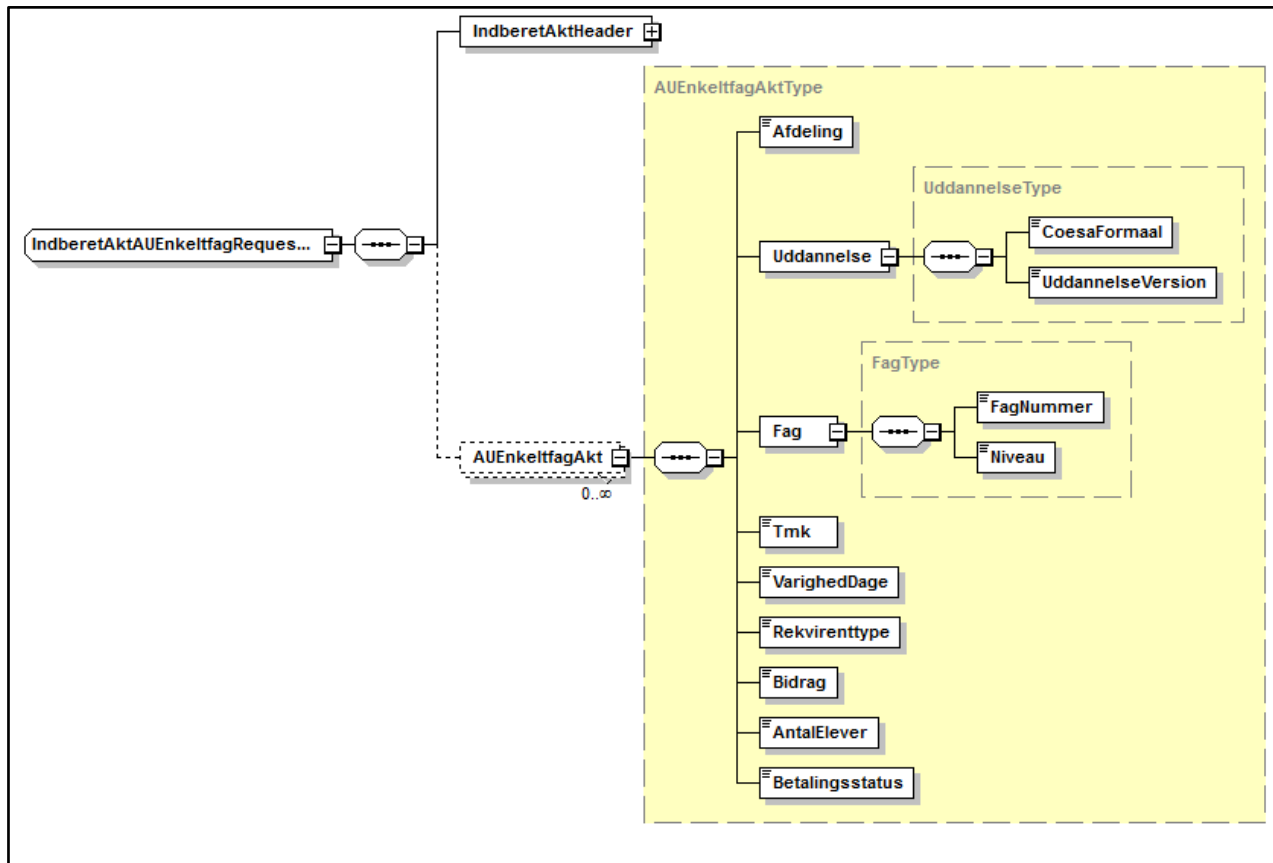 IndberetAktHeader
AUEnkeltfagAktType
Afdeling
UddannelseType
CoesaFormaal
IndberetAktAUEnkeltfagReques...
Uddannelse
UddannelseVersion
FagType
FagNummer
Fag
AUEnkeltfagAkt
Niveau
0..∞
Tmk
VarighedDage
Rekvirenttype
Bidrag
AntalElever
Betalingsstatus